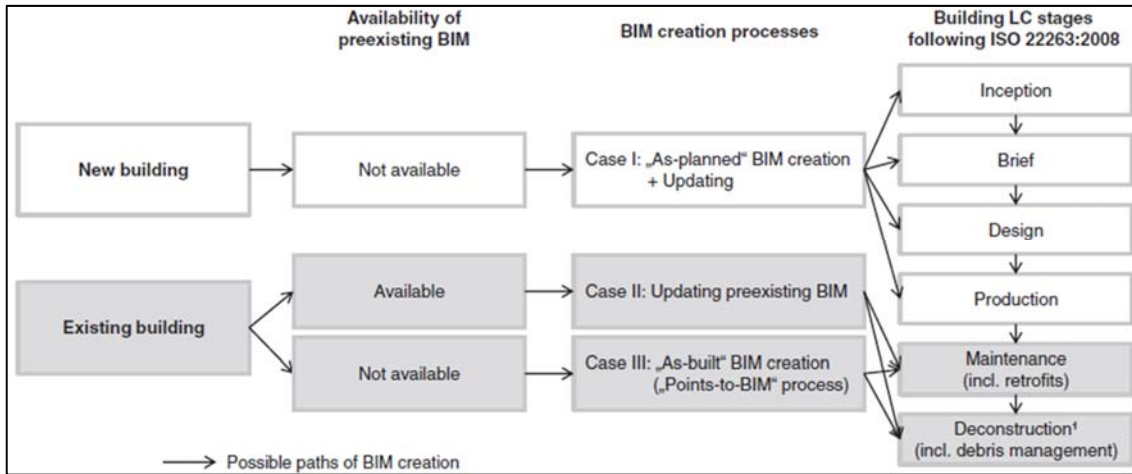 Availability of
preexisting BIM
BIM creation processes
Building LC stages
following ISO 22263:2008
New building
Not available
Case I: „As-planned“ BIM creation
+ Updating
Inception
Brief
Design
Production
Existing building
Available
Case II: Updating preexisting BIM
Not available
Case III: „As-built“ BIM creation
(„Points-to-BIM“ process)
Maintenance
(incl. retrofits)
Deconstruction¹
(incl. debris management)
Possible paths of BIM creation